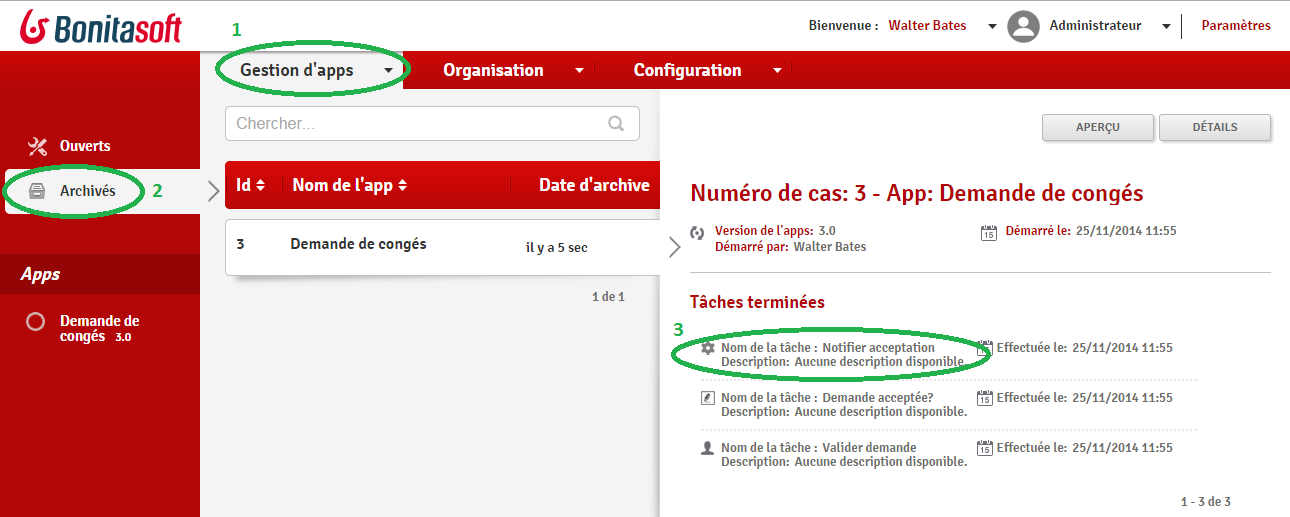 Bonitasoft
1
Bienvenue : Walter Bates
Administrateur
Paramètres
Gestion d'apps
Organisation
Configuration
Ouverts
Archivés
2
Apps
Demande de
congés 3.0
Chercher...
Id
Nom de l'app
Date d'archive
3
Demande de congés
il y a 5 sec
1 de 1
APERÇU
DÉTAILS
Numéro de cas: 3 - App: Demande de congés
Version de l'apps: 3.0
Démarré par: Walter Bates
15
Démarré le: 25/11/2014 11:55
Tâches terminées
3
Nom de la tâche : Notifier acceptation
Description: Aucune description disponible.
15
Effectuée le: 25/11/2014 11:55
Nom de la tâche : Demande acceptée?
Description: Aucune description disponible.
15
Effectuée le: 25/11/2014 11:55
Nom de la tâche : Valider demande
Description: Aucune description disponible.
15
Effectuée le: 25/11/2014 11:55
1 - 3 de 3